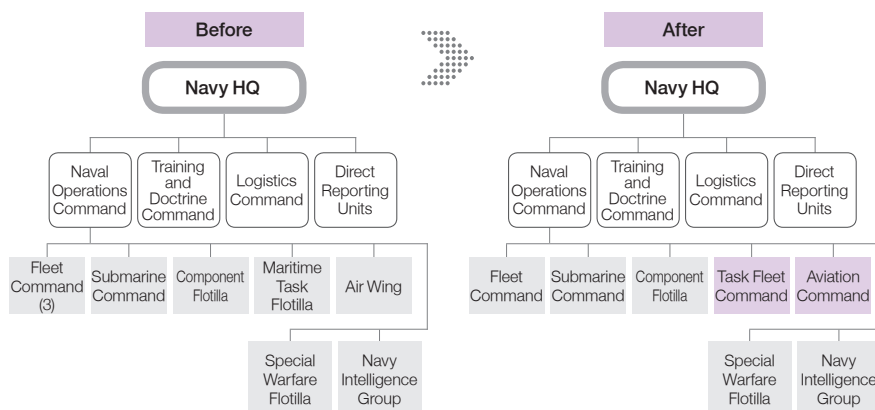 Before
Navy HQ
Naval
Operations
Command
Training
and
Doctrine
Command
Logistics
Command
Direct
Reporting
Units
Fleet
Command
(3)
Submarine
Command
Component
Flotilla
Maritime
Task
Flotilla
Air Wing
Special
Warfare
Flotilla
Navy
Intelligence
Group
After
Navy HQ
Naval
Operations
Command
Training
and
Doctrine
Command
Logistics
Command
Direct
Reporting
Units
Fleet
Command
Submarine
Command
Component
Flotilla
Task Fleet
Command
Aviation
Command
Special
Warfare
Flotilla
Navy
Intelligence
Group